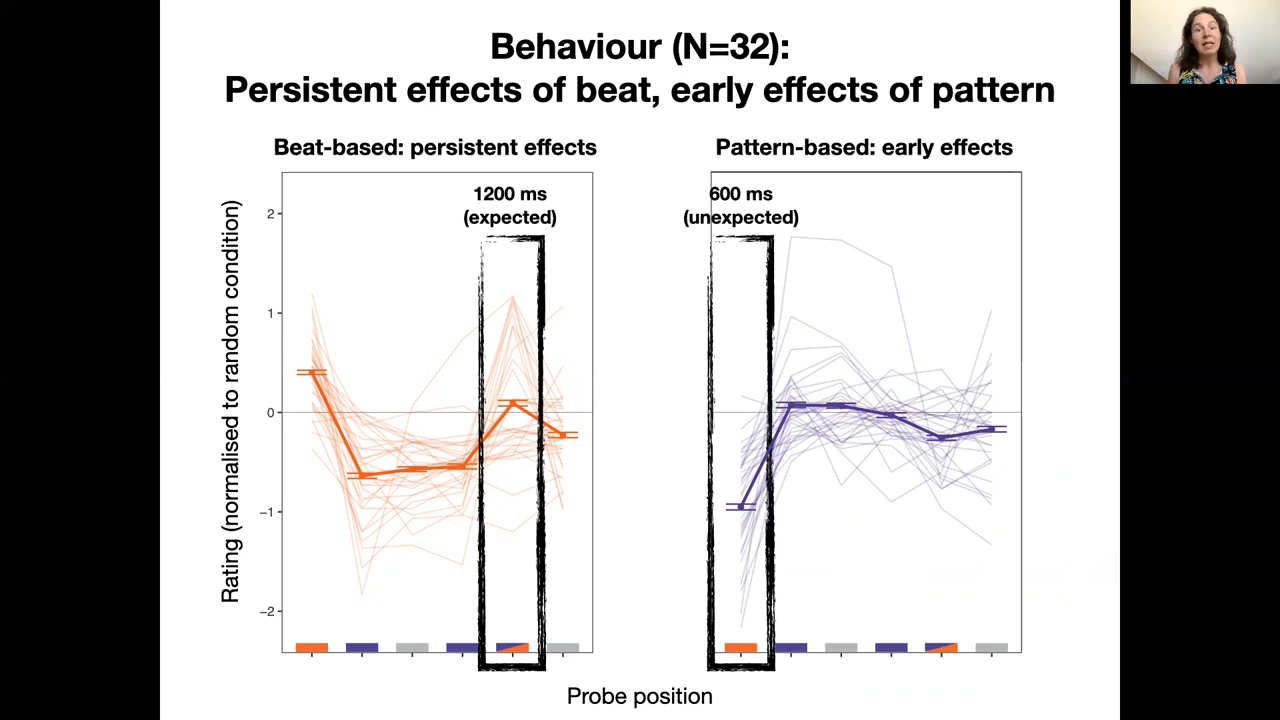 Behaviour (N=32):
Persistent effects of beat, early effects of pattern
Beat-based: persistent effects
Pattern-based: early effects
1200 ms
(expected)
600 ms
(unexpected)
Rating (normalised to random condition)
2
1
0
−1
−2
Probe position